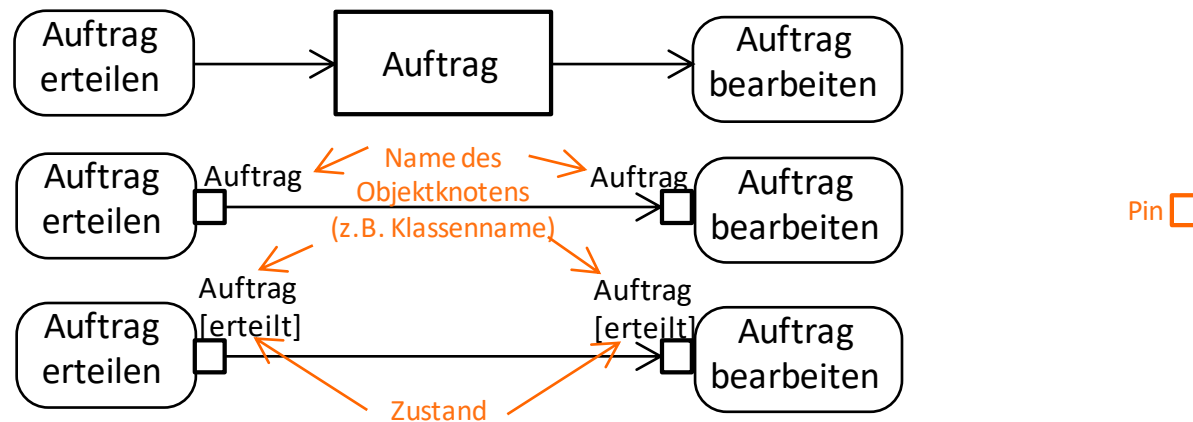 Auftrag
erteilen
Auftrag
Auftrag
bearbeiten
Auftrag
erteilen
Auftrag
Name des
Objektknotens
(z.B. Klassenname)
Auftrag
Auftrag
bearbeiten
Pin
Auftrag
erteilen
Auftrag
[erteilt]
Auftrag
[erteilt]
Auftrag
bearbeiten
Zustand